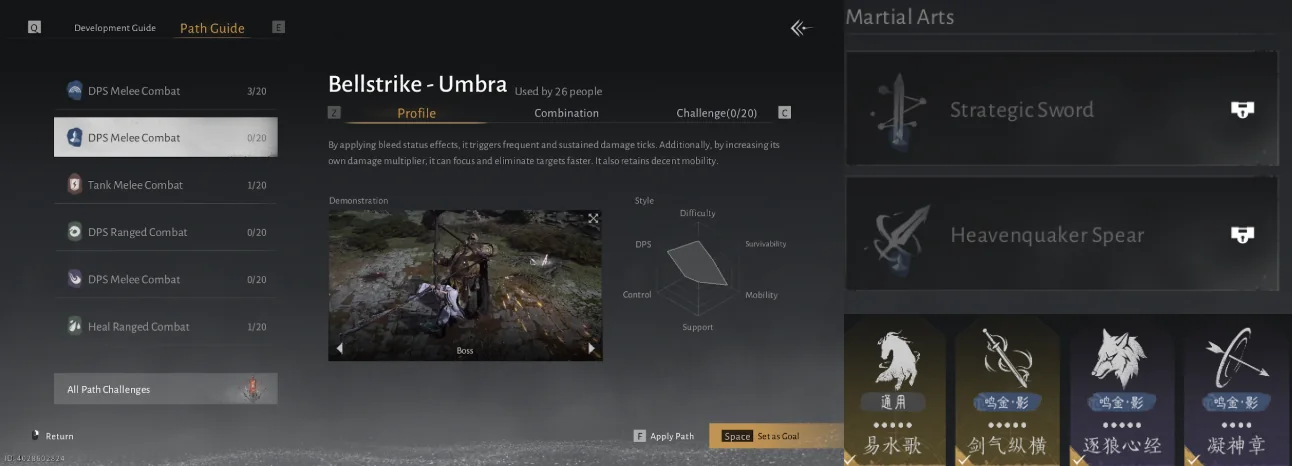 Q
Development Guide
Path Guide
E
DPS Melee Combat 3/20
DPS Melee Combat 0/20
Tank Melee Combat 1/20
DPS Ranged Combat 0/20
DPS Melee Combat 0/20
Heal Ranged Combat 1/20
All Path Challenges
Return
ID:4028602824
Bellstrike - Umbra Used by 26 people
Z
Profile
Combination
Challenge(0/20)
C
By applying bleed status effects, it triggers frequent and sustained damage ticks. Additionally, by increasing its
own damage multiplier, it can focus and eliminate targets faster. It also retains decent mobility.
Demonstration
Boss
Style
Difficulty
DPS
Survivability
Control
Mobility
Support
F Apply Path
Space Set as Goal
Martial Arts
Strategic Sword
Heavenquaker Spear
通用
易水歌
鸣金·影
剑气纵横
鸣金·影
逐狼心经
鸣金·影
凝神章